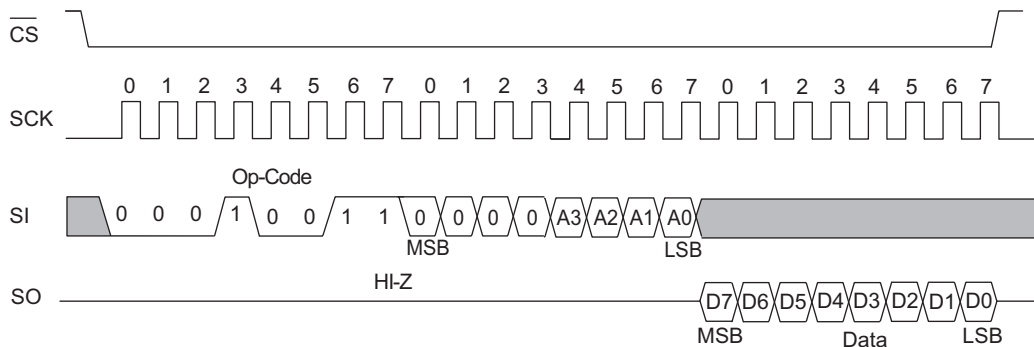 CS
0 1 2 3 4 5 6 7 0 1 2 3 4 5 6 7 0 1 2 3 4 5 6 7
SCK
Op-Code
SI 0 0 0 1 0 0 1 1 0 0 0 0 A3 A2 A1 A0
MSB LSB
HI-Z
SO D7 D6 D5 D4 D3 D2 D1 D0
MSB Data LSB